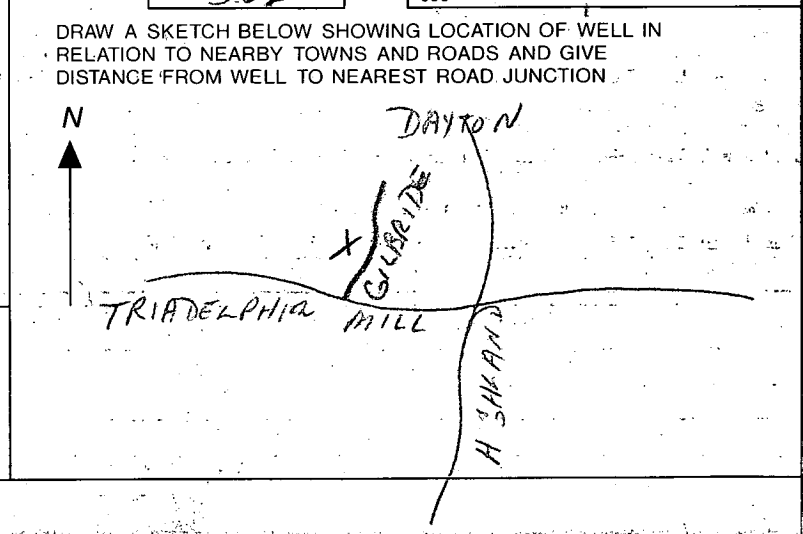 DRAW A SKETCH BELOW SHOWING LOCATION OF WELL IN
RELATION TO NEARBY TOWNS AND ROADS AND GIVE
DISTANCE FROM WELL TO NEAREST ROAD JUNCTION
N
DAYTON
GILBRIDE
X
TRIADELPHIA MILL